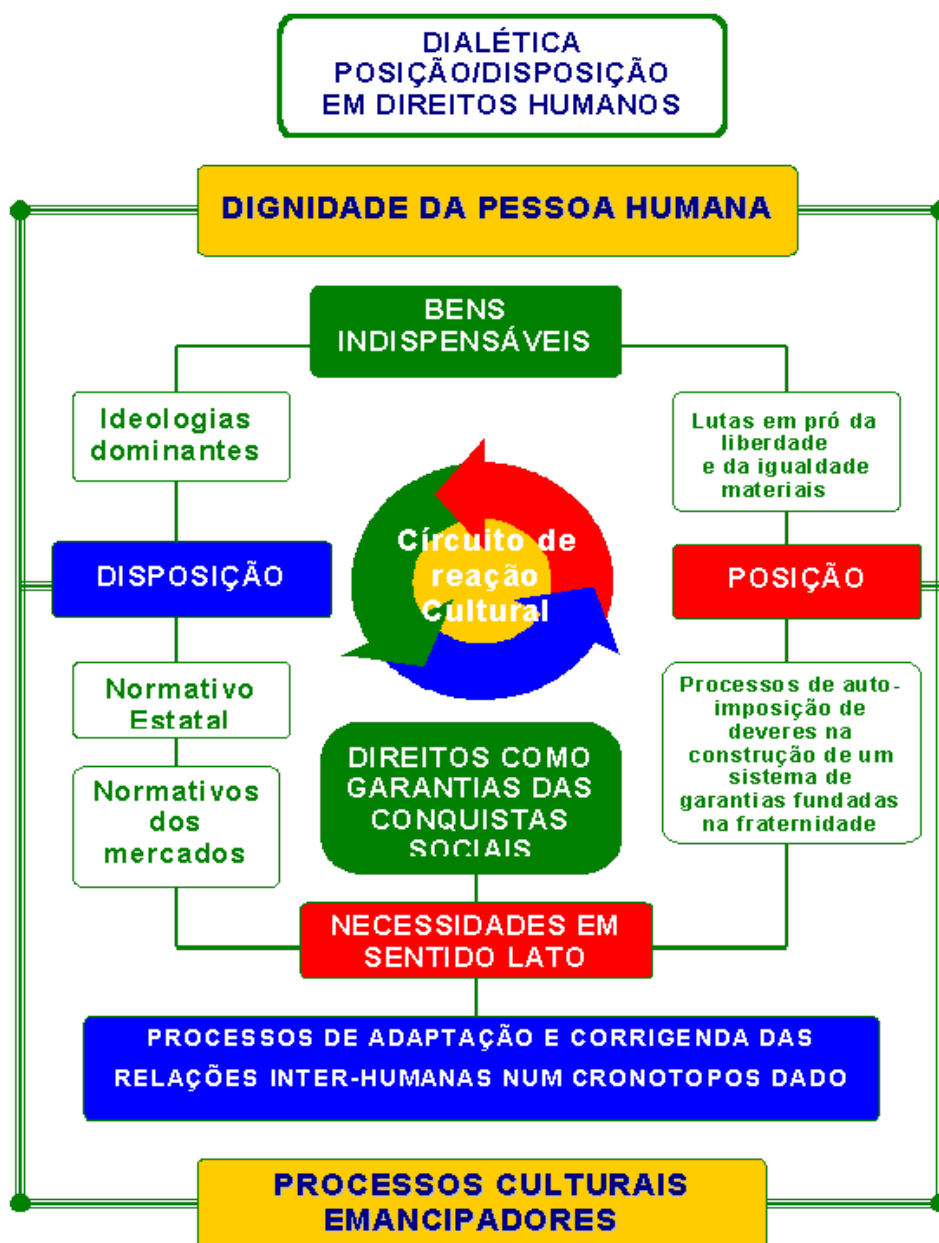 DIALÉTICA
POSIÇÃO/DISPOSIÇÃO
EM DIREITOS HUMANOS
DIGNIDADE DA PESSOA HUMANA
BENS
INDISPENSÁVEIS
Ideologias
dominantes
Lutas em pró da
liberdade
e da igualdade
materiais
Círcuito de
reação
Cultural
DISPOSIÇÃO
POSIÇÃO
Normativo
Estatal
Normativos
dos
mercados
Processos de auto-
imposição de
deveres na
construção de um
sistema de
garantias fundadas
na fraternidade
DIREITOS COMO
GARANTIAS DAS
CONQUISTAS
SOCIAIS
NECESSIDADES EM
SENTIDO LATO
PROCESSOS DE ADAPTAÇÃO E CORRIGENDA DAS
RELAÇÕES INTER-HUMANAS NUM CRONOTOPOS DADO
PROCESSOS CULTURAIS
EMANCIPADORES